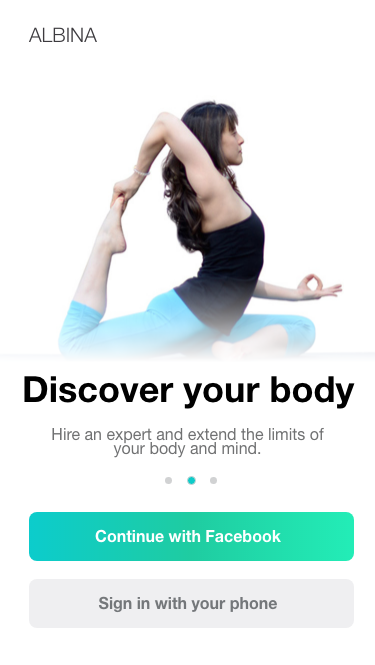 ALBINA
Discover your body
Hire an expert and extend the limits of
your body and mind.
Continue with Facebook
Sign in with your phone